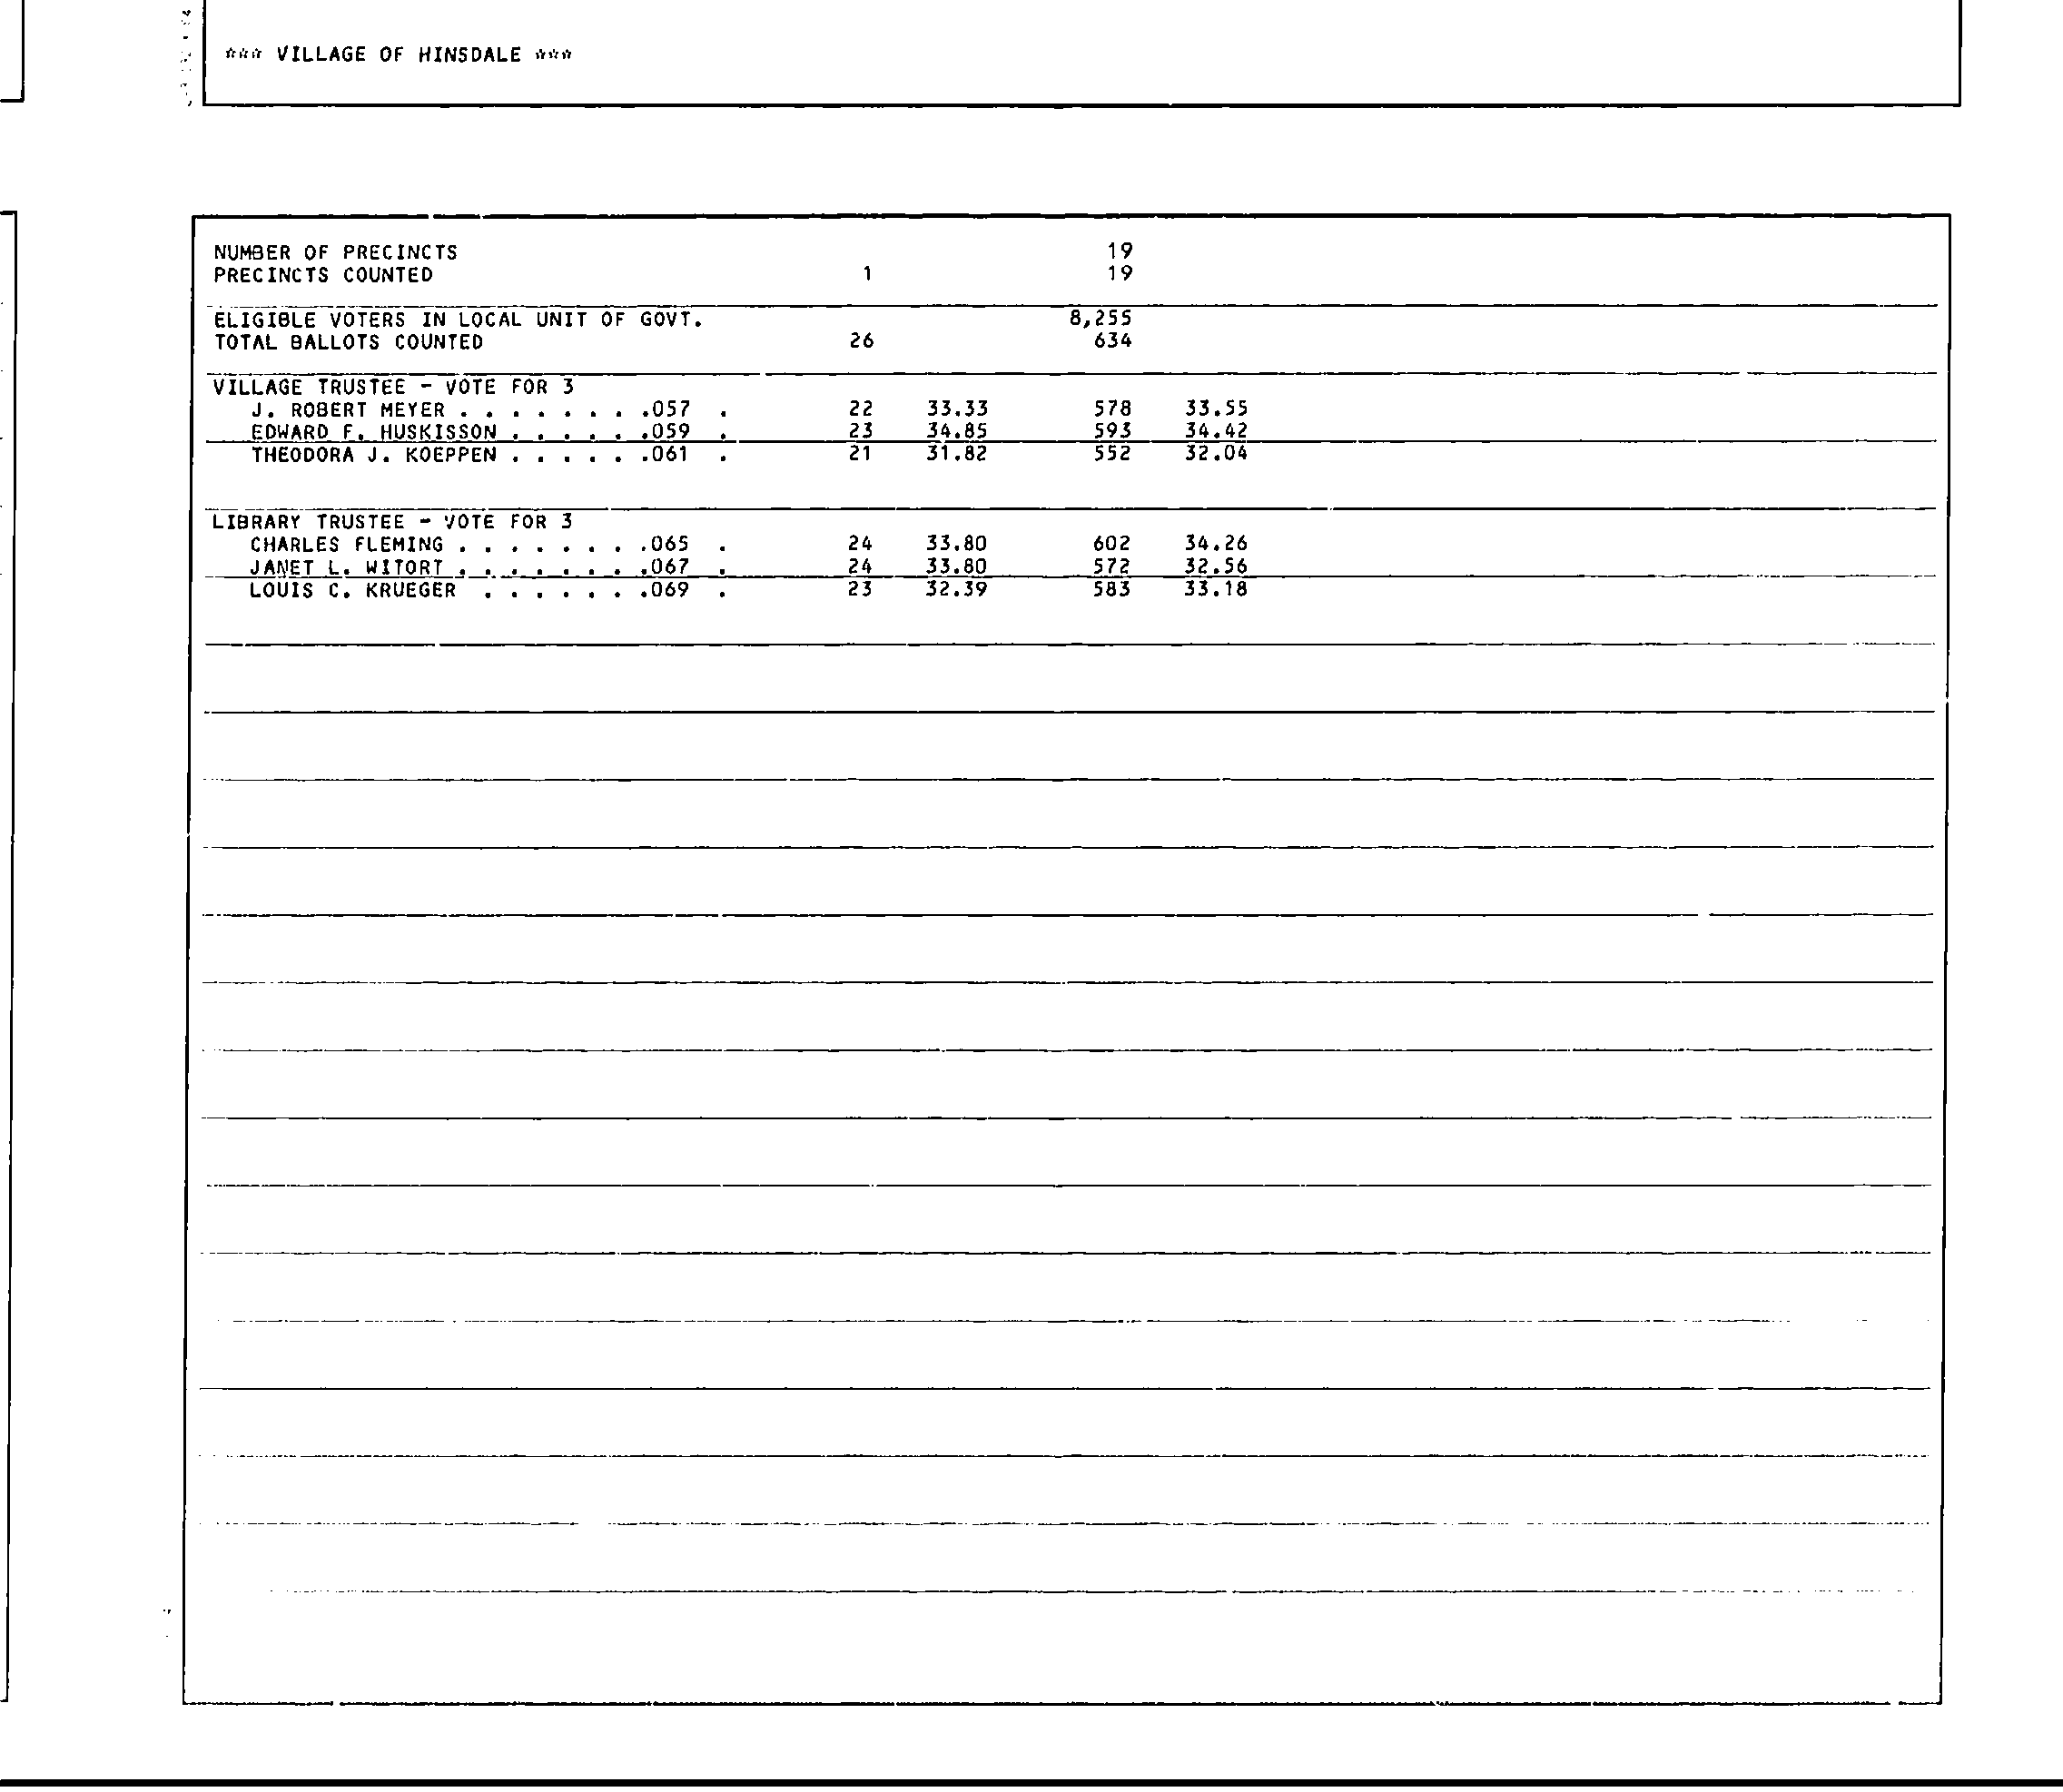 *** VILLAGE OF HINSDALE ***
NUMBER OF PRECINCTS 19
PRECINCTS COUNTED 1 19
ELIGIBLE VOTERS IN LOCAL UNIT OF GOVT. 8,255
TOTAL BALLOTS COUNTED 26 634
VILLAGE TRUSTEE - VOTE FOR 3
J. ROBERT MEYER . . . . . . . .057 . 22 33.33 578 33.55
EDWARD F. HUSKISSON . . . . . .059 . 23 34.85 593 34.42
THEODORA J. KOEPPEN . . . . . .061 . 21 31.82 552 32.04
LIBRARY TRUSTEE - VOTE FOR 3
CHARLES FLEMING . . . . . . . .065 . 24 33.80 602 34.26
JANET L. WITORT . . . . . . . .067 . 24 33.80 572 32.56
LOUIS C. KRUEGER . . . . . . .069 . 23 32.39 583 33.18